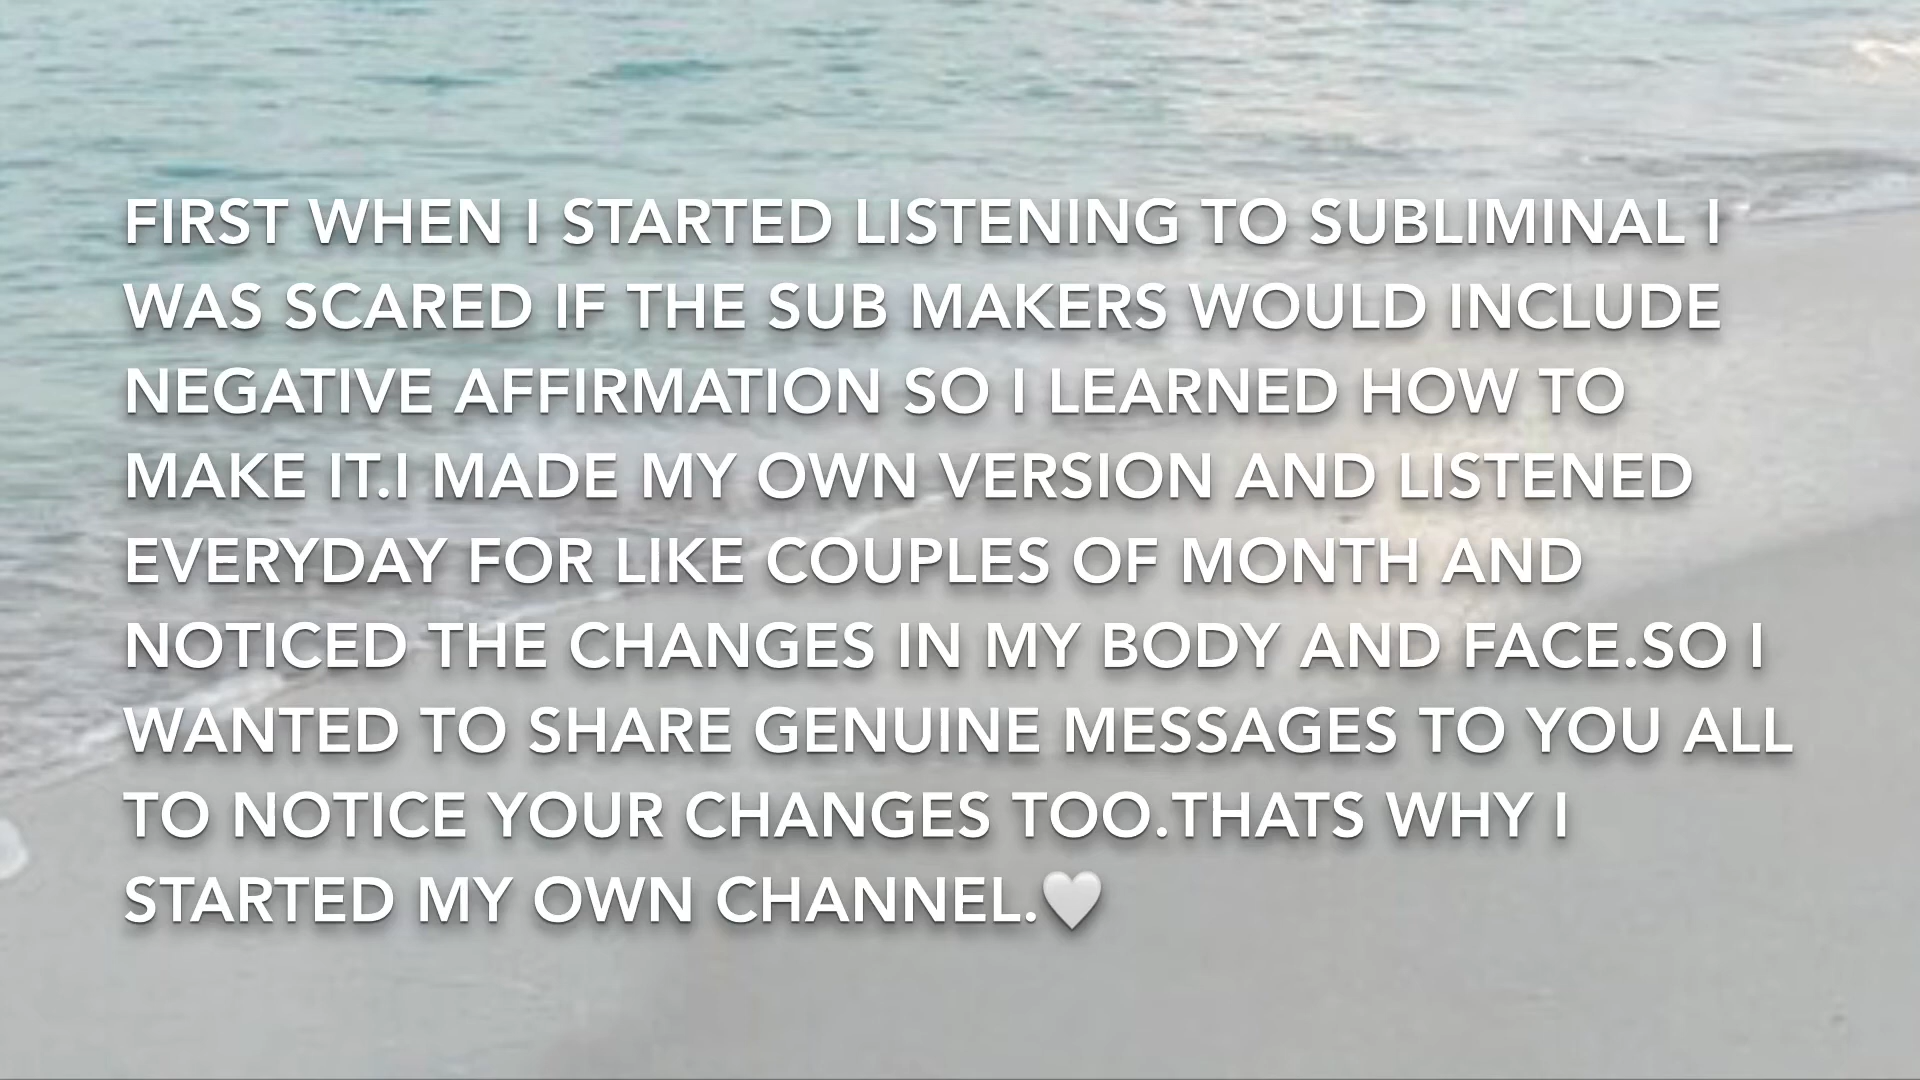 FIRST WHEN I STARTED LISTENING TO SUBLIMINAL I
WAS SCARED IF THE SUB MAKERS WOULD INCLUDE
NEGATIVE AFFIRMATION SO I LEARNED HOW TO
MAKE IT.I MADE MY OWN VERSION AND LISTENED
EVERYDAY FOR LIKE COUPLES OF MONTH AND
NOTICED THE CHANGES IN MY BODY AND FACE.SO I
WANTED TO SHARE GENUINE MESSAGES TO YOU ALL
TO NOTICE YOUR CHANGES TOO.THATS WHY I
STARTED MY OWN CHANNEL.🤍